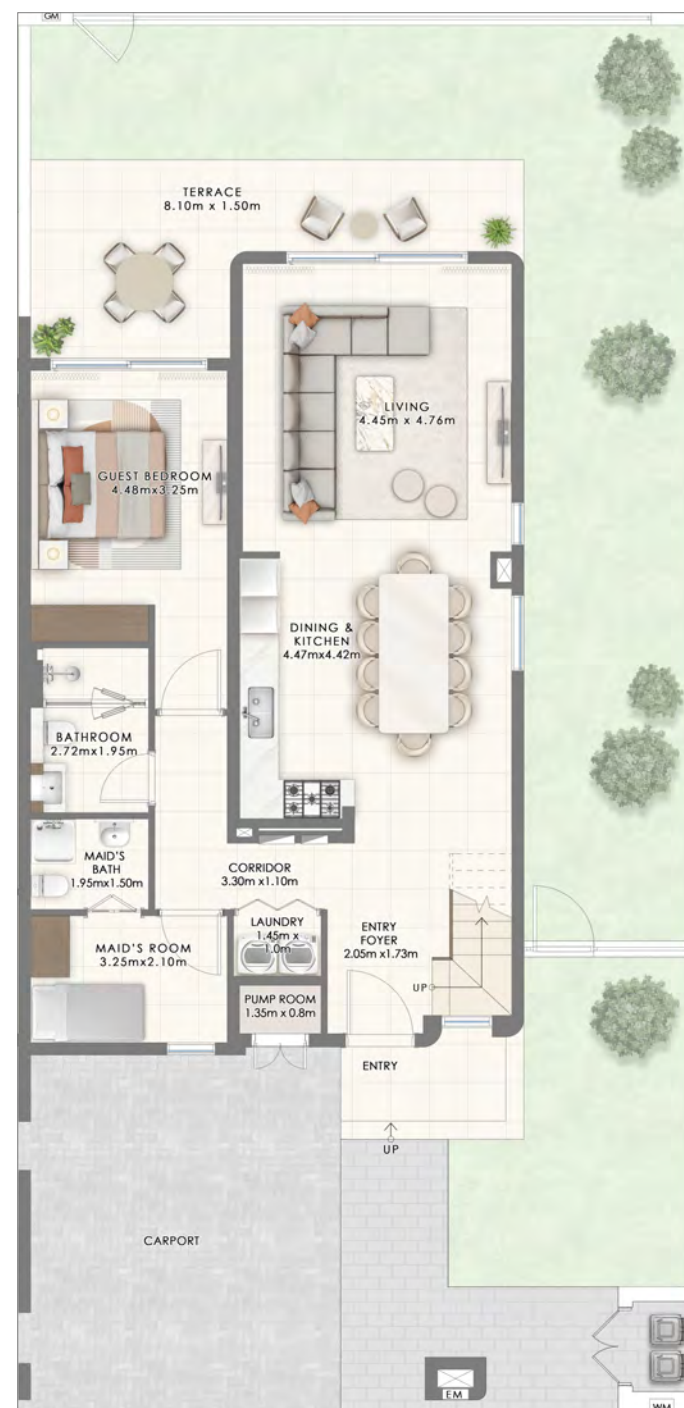 GM
TERRACE
8.10m x 1.50m
LIVING
4.45m x 4.76m
GUEST BEDROOM
4.48mx3.25m
DINING &
KITCHEN
4.47mx4.42m
BATHROOM
2.72mx1.95m
MAID'S
BATH
1.95mx1.50m
CORRIDOR
3.30m x1.10m
LAUNDRY
1.45m x
1.0m
ENTRY
FOYER
2.05m x1.73m
MAID'S ROOM
3.25mx2.10m
UP
PUMP ROOM
1.35m x 0.8m
ENTRY
UP
CARPORT
EM
WM